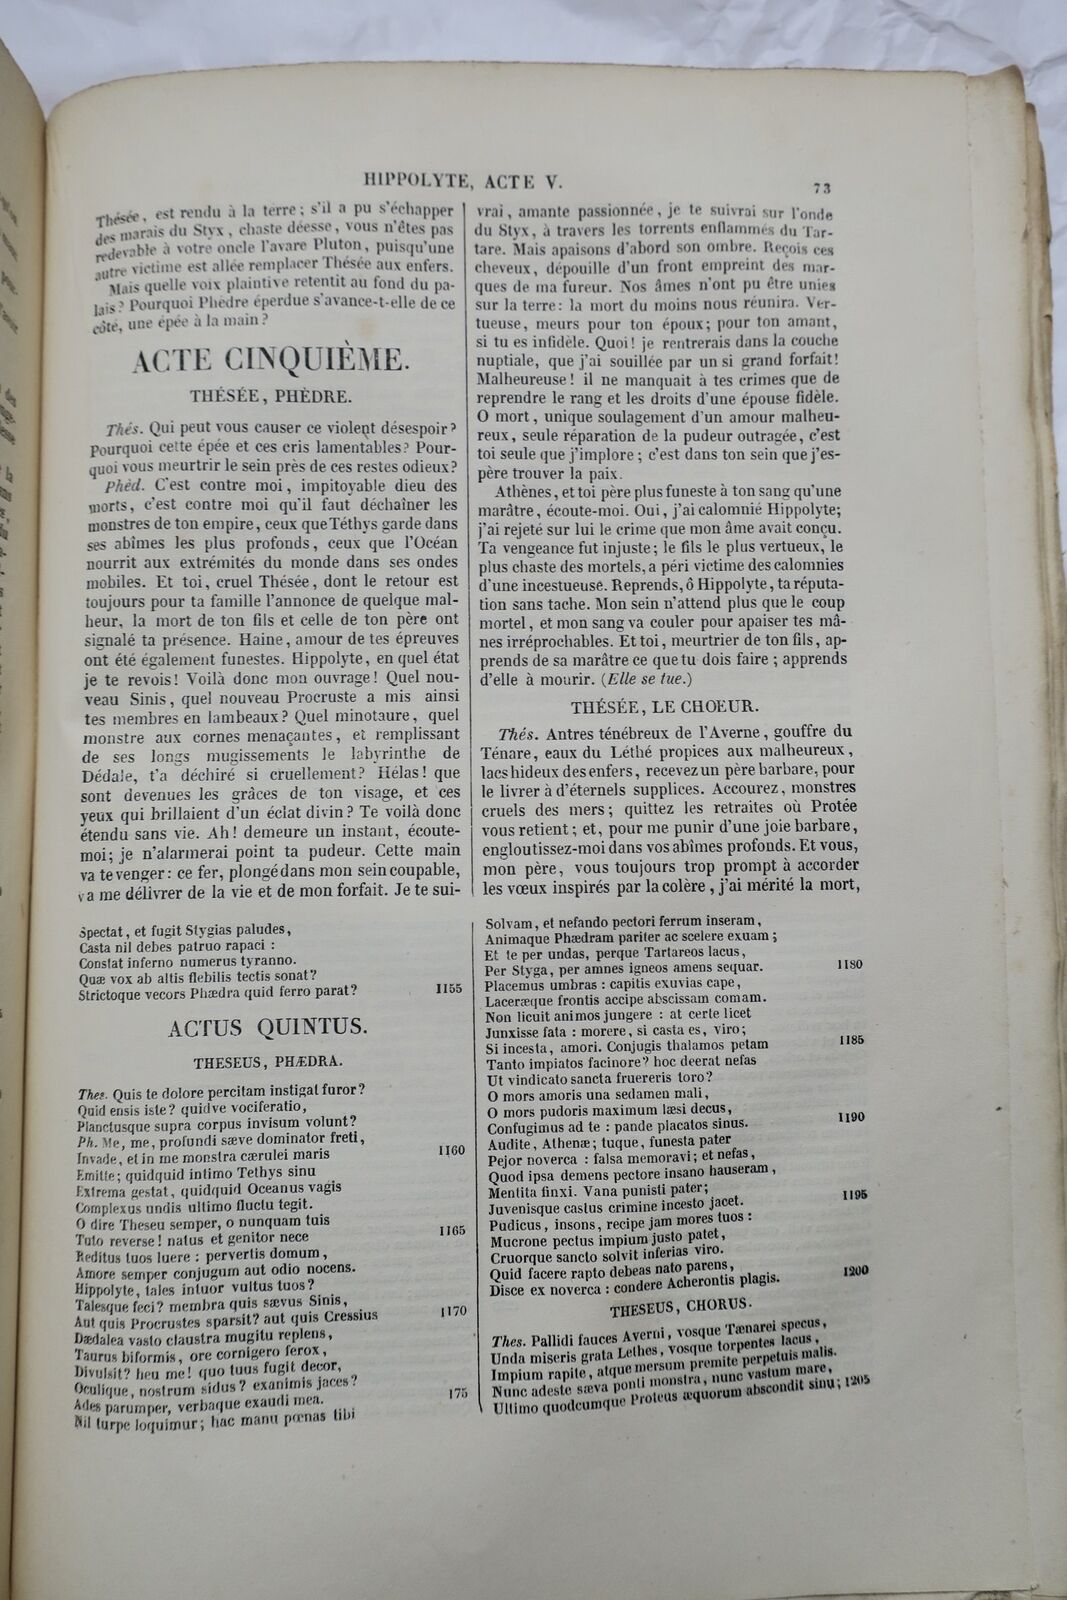 HIPPOLYTE, ACTE V.
73
Thésée, est rendu à la terre; s'il a pu s'échapper
des marais du Styx, chaste déesse, vous n'êtes pas
redevable à votre oncle l'avare Pluton, puisqu'une
autre victime est allée remplacer Thésée aux enfers.
Mais quelle voix plaintive retentit au fond du pa-
lais? Pourquoi Phèdre éperdue s'avance-t-elle de ce
côté, une épée à la main?
ACTE CINQUIÈME.
THÉSÉE, PHÈDRE.
Thés. Qui peut vous causer ce violent désespoir?
Pourquoi cette épée et ces cris lamentables? Pour-
quoi vous meurtrir le sein près de ces restes odieux?
Phèd. C'est contre moi, impitoyable dieu des
morts, c'est contre moi qu'il faut déchaîner les
monstres de ton empire, ceux que Téthys garde dans
ses abîmes les plus profonds, ceux que l'Océan
nourrit aux extrémités du monde dans ses ondes
mobiles. Et toi, cruel Thésée, dont le retour est
toujours pour ta famille l'annonce de quelque mal-
heur, la mort de ton fils et celle de ton père ont
signalé ta présence. Haine, amour de tes épreuves
ont été également funestes. Hippolyte, en quel état
je te revois! Voilà donc mon ouvrage! Quel nou-
veau Sinis, quel nouveau Procruste a mis ainsi
tes membres en lambeaux? Quel minotaure, quel
monstre aux cornes menaçantes, et remplissant
de ses longs mugissements le labyrinthe de
Dédale, t'a déchiré si cruellement? Hélas! que
sont devenues les grâces de ton visage, et ces
yeux qui brillaient d'un éclat divin? Te voilà donc
étendu sans vie. Ah! demeure un instant, écoute-
moi; je n'alarmerai point ta pudeur. Cette main
va te venger: ce fer, plongé dans mon sein coupable,
va me délivrer de la vie et de mon forfait. Je te sui-
vrai, amante passionnée, je te suivrai sur l'onde
du Styx, à travers les torrents enflammés du Tar-
tare. Mais apaisons d'abord son ombre. Reçois ces
cheveux, dépouille d'un front empreint des mar-
ques de ma fureur. Nos âmes n'ont pu être unies
sur la terre: la mort du moins nous réunira. Ver-
tueuse, meurs pour ton époux; pour ton amant,
si tu es infidèle. Quoi! je rentrerais dans la couche
nuptiale, que j'ai souillée par un si grand forfait!
Malheureuse! il ne manquait à tes crimes que de
reprendre le rang et les droits d'une épouse fidèle.
O mort, unique soulagement d'un amour malheu-
reux, seule réparation de la pudeur outragée, c'est
toi seule que j'implore; c'est dans ton sein que j'es-
père trouver la paix.
Athènes, et toi père plus funeste à ton sang qu'une
marâtre, écoute-moi. Oui, j'ai calomnié Hippolyte;
j'ai rejeté sur lui le crime que mon âme avait conçu.
Ta vengeance fut injuste; le fils le plus vertueux, le
plus chaste des mortels, a péri victime des calomnies
d'une incestueuse. Reprends, ô Hippolyte, ta réputa-
tion sans tache. Mon sein n'attend plus que le coup
mortel, et mon sang va couler pour apaiser tes mâ-
nes irréprochables. Et toi, meurtrier de ton fils, ap-
prends de sa marâtre ce que tu dois faire; apprends
d'elle à mourir. (Elle se tue.)
THÉSÉE, LE CHOEUR.
Thés. Antres ténébreux de l'Averne, gouffre du
Ténare, eaux du Léthé propices aux malheureux,
lacs hideux des enfers, recevez un père barbare, pour
le livrer à d'éternels supplices. Accourez, monstres
cruels des mers; quittez les retraites où Protée
vous retient; et, pour me punir d'une joie barbare,
engloutissez-moi dans vos abîmes profonds. Et vous,
mon père, vous toujours trop prompt à accorder
les vœux inspirés par la colère, j'ai mérité la mort,
Spectat, et fugit Stygias paludes,
Casta nil debes patruo rapaci:
Constat inferno numerus tyranno.
Quæ vox ab altis flebilis tectis sonat?
Strictoque vecors Phædra quid ferro parat? 1155
ACTUS QUINTUS.
THESEUS, PHÆDRA.
Thes. Quis te dolore percitam instigat furor?
Quid ensis iste? quidve vociferatio,
Planctusque supra corpus invisum volunt?
Ph. Me, me, profundi sæve dominator freti,
Invade, et in me monstra cærulei maris 1160
Emitte; quidquid intimo Tethys sinu
Extrema gestat, quidquid Oceanus vagis
Complexus undis ultimo fluctu tegit.
O dire Theseu semper, o nunquam tuis
Tuto reverse! natus et genitor nece 1165
Reditus tuos luere: pervertis domum,
Amore semper conjugum aut odio nocens.
Hippolyte, tales intuor vultus tuos?
Talesque feci? membra quis sævus Sinis,
Aut quis Procrustes sparsit? aut quis Cressius 1170
Dædalea vasto claustra mugitu replens,
Taurus biformis, ore cornigero ferox,
Divulsit? heu me! quo tuus fugit decor,
Oculique, nostrum sidus? exanimis jaces?
Ades parumper, verbaque exaudi mea. 175
Nil turpe loquimur; hac manu pœnas tibi
Solvam, et nefando pectori ferrum inseram,
Animaque Phædram pariter ac scelere exuam;
Et te per undas, perque Tartareos lacus,
Per Styga, per amnes igneos amens sequar. 1180
Placemus umbras: capitis exuvias cape,
Laceræque frontis accipe abscissam comam.
Non licuit animos jungere: at certe licet
Junxisse fata: morere, si casta es, viro;
Si incesta, amori. Conjugis thalamos petam 1185
Tanto impiatos facinore? hoc deerat nefas
Ut vindicato sancta fruereris toro?
O mors amoris una sedamen mali,
O mors pudoris maximum læsi decus,
Confugimus ad te: pande placatos sinus. 1190
Audite, Athenæ; tuque, funesta pater
Pejor noverca: falsa memoravi; et nefas,
Quod ipsa demens pectore insano hauseram,
Mentita finxi. Vana punisti pater;
Juvenisque castus crimine incesto jacet. 1195
Pudicus, insons, recipe jam mores tuos:
Mucrone pectus impium justo patet,
Cruorque sancto solvit inferias viro.
Quid facere rapto debeas nato parens,
Disce ex noverca: condere Acherontis plagis. 1200
THESEUS, CHORUS.
Thes. Pallidi fauces Averni, vosque Tænarei specus,
Unda miseris grata Lethes, vosque torpentes lacus,
Impium rapite, atque mersum premite perpetuis malis.
Nunc adeste sæva ponti monstra, nunc vastum mare,
Ultimo quodcumque Proteus æquorum abscondit sinu; 1205